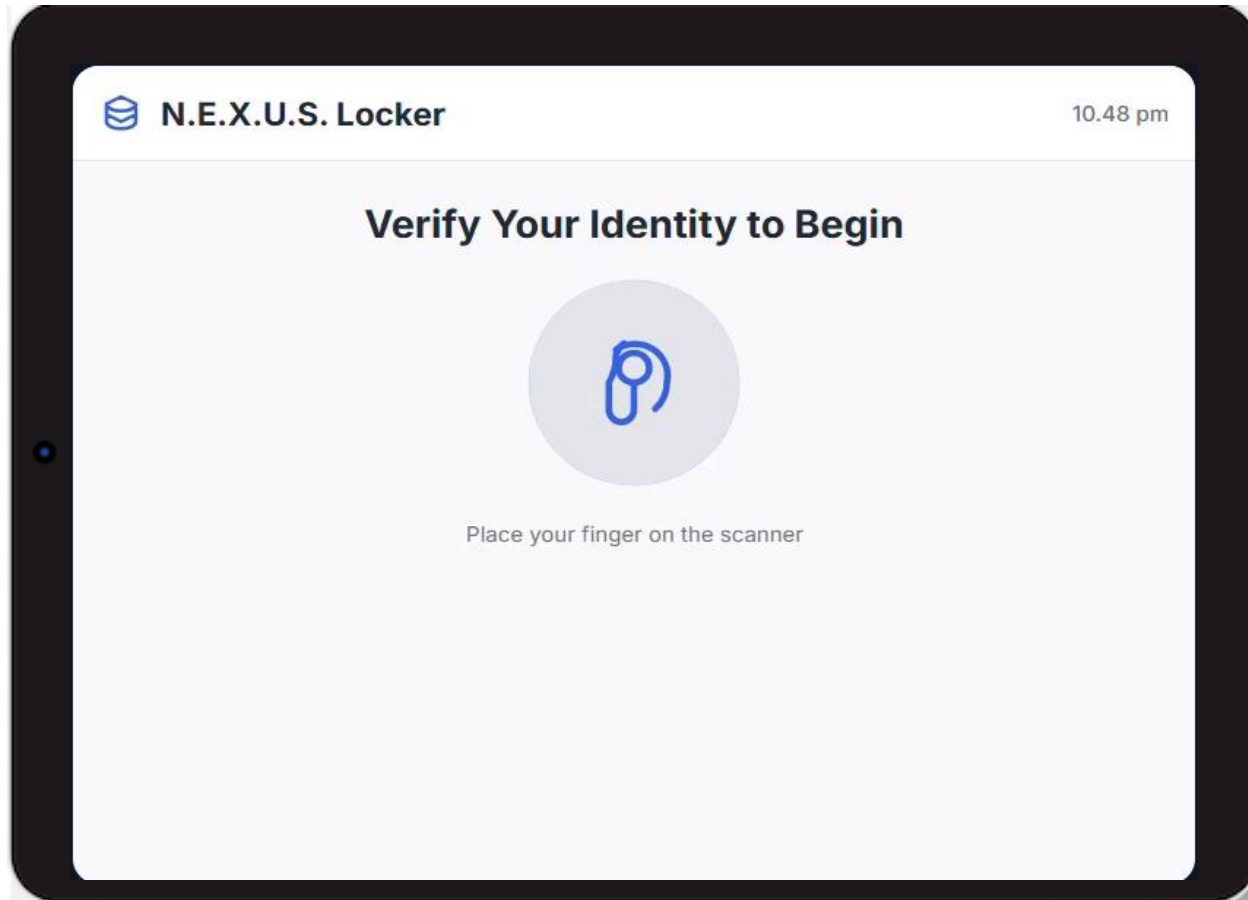 N.E.X.U.S. Locker
10.48 pm
Verify Your Identity to Begin
Place your finger on the scanner